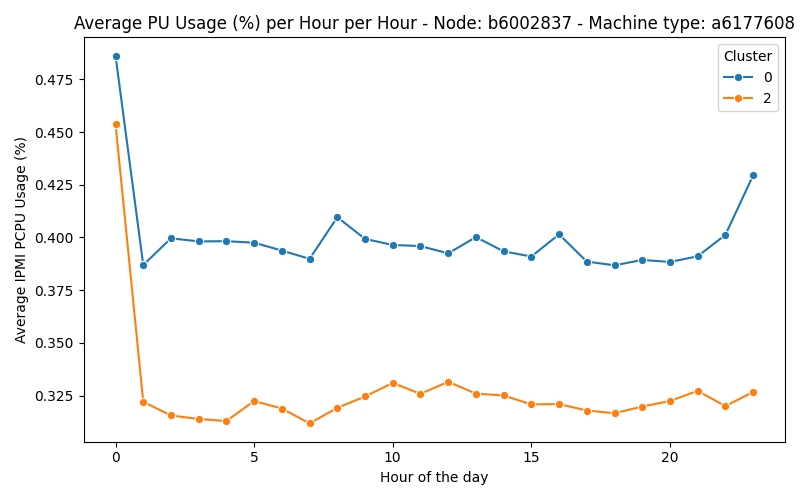 Average PU Usage (%) per Hour per Hour - Node: b6002837 - Machine type: a6177608
Cluster
0
2
0.475
0.450
0.425
0.400
0.375
0.350
0.325
Average IPMI PCPU Usage (%)
0 5 10 15 20
Hour of the day